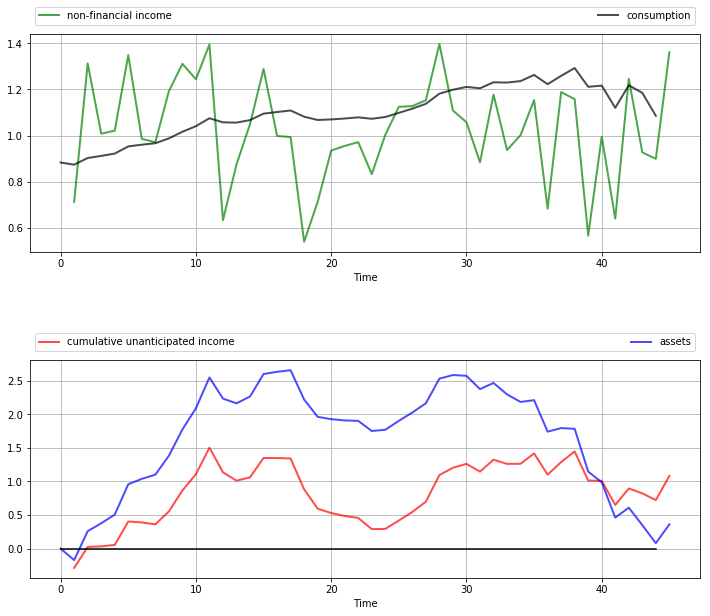 non-financial income consumption
1.4
1.2
1.0
0.8
0.6
0 10 20 30 40
Time
cumulative unanticipated income assets
2.5
2.0
1.5
1.0
0.5
0.0
0 10 20 30 40
Time